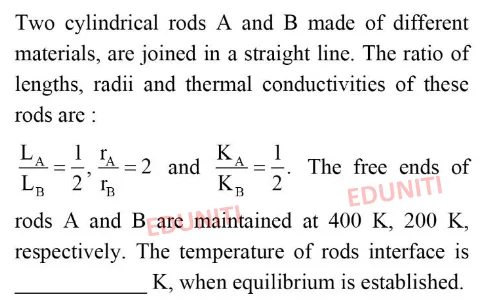 Two cylindrical rods A and B made of different
materials, are joined in a straight line. The ratio of
lengths, radii and thermal conductivities of these
rods are :
L_A/L_B = 1/2, r_A/r_B = 2 and K_A/K_B = 1/2. The free ends of
EDUNITI
rods A and B are maintained at 400 K, 200 K,
EDUNITI
respectively. The temperature of rods interface is
____________ K, when equilibrium is established.